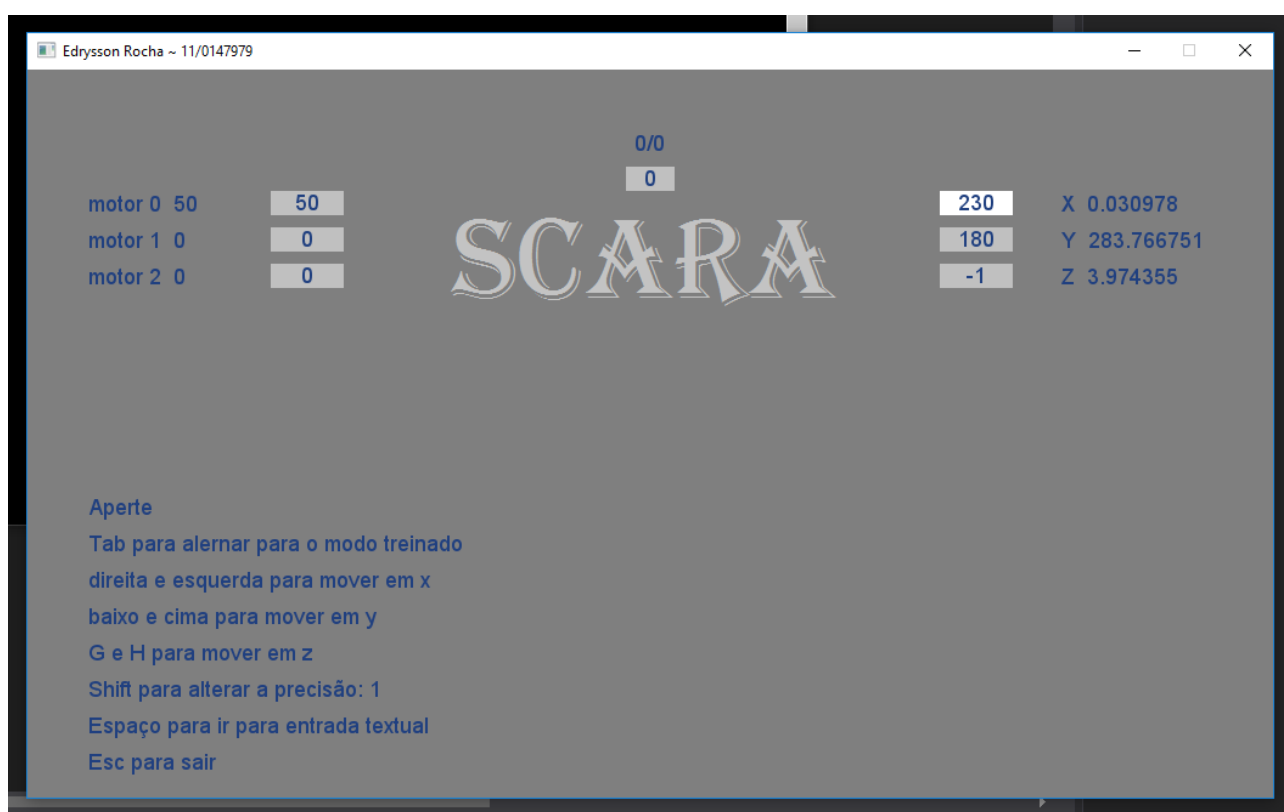 Edrysson Rocha ~ 11/0147979
0/0
0
motor 0 50 50 230 X 0.030978
motor 1 0 0 180 Y 283.766751
motor 2 0 0 -1 Z 3.974355
SCARA
Aperte
Tab para alernar para o modo treinado
direita e esquerda para mover em x
baixo e cima para mover em y
G e H para mover em z
Shift para alterar a precisão: 1
Espaço para ir para entrada textual
Esc para sair